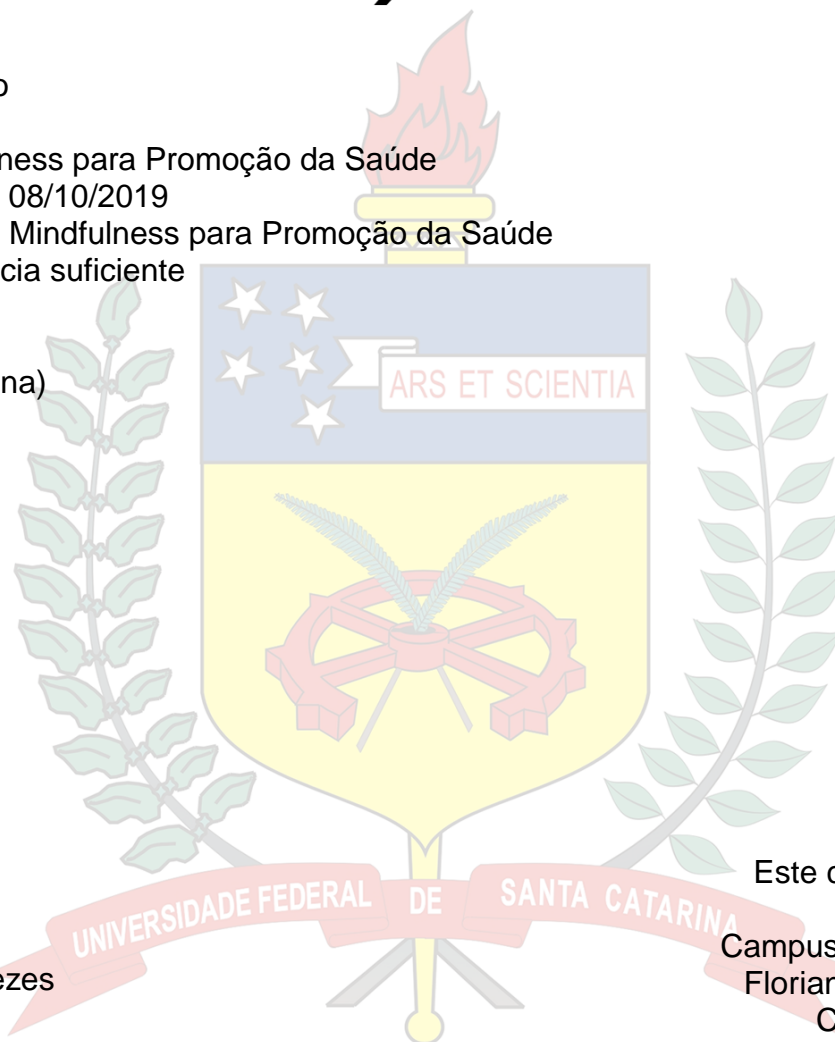 o
ness para Promoção da Saúde
08/10/2019
Mindfulness para Promoção da Saúde
cia suficiente
na)
ARS ET SCIENTIA
Este
UNIVERSIDADE FEDERAL DE SANTA CATARINA
Campus
ezes
Florian
C